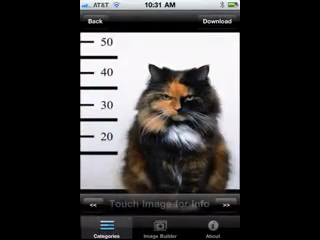 AT&T 10:31 AM
Back Download
50
40
30
20
<< Touch Image for Info >>
Categories Image Builder About